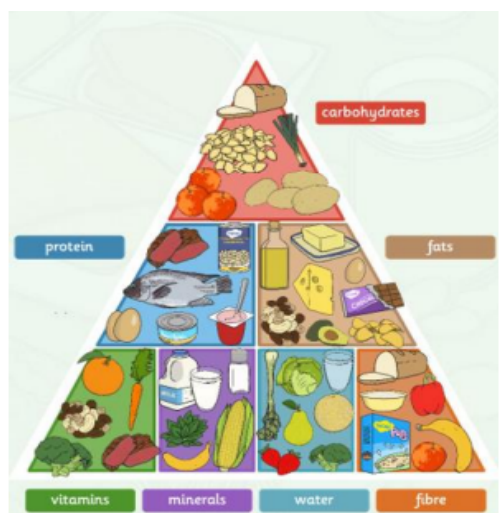 carbohydrates
protein
fats
vitamins
minerals
water
fibre